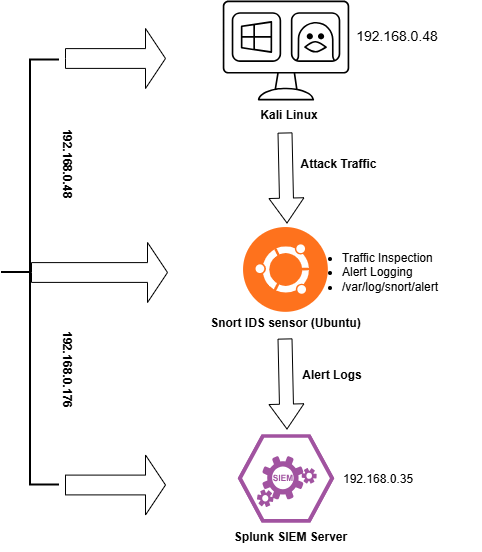 192.168.0.48
Kali Linux
192.168.0.48
Attack Traffic
• Traffic Inspection
• Alert Logging
• /var/log/snort/alert
Snort IDS sensor (Ubuntu)
192.168.0.176
Alert Logs
SIEM
192.168.0.35
Splunk SIEM Server